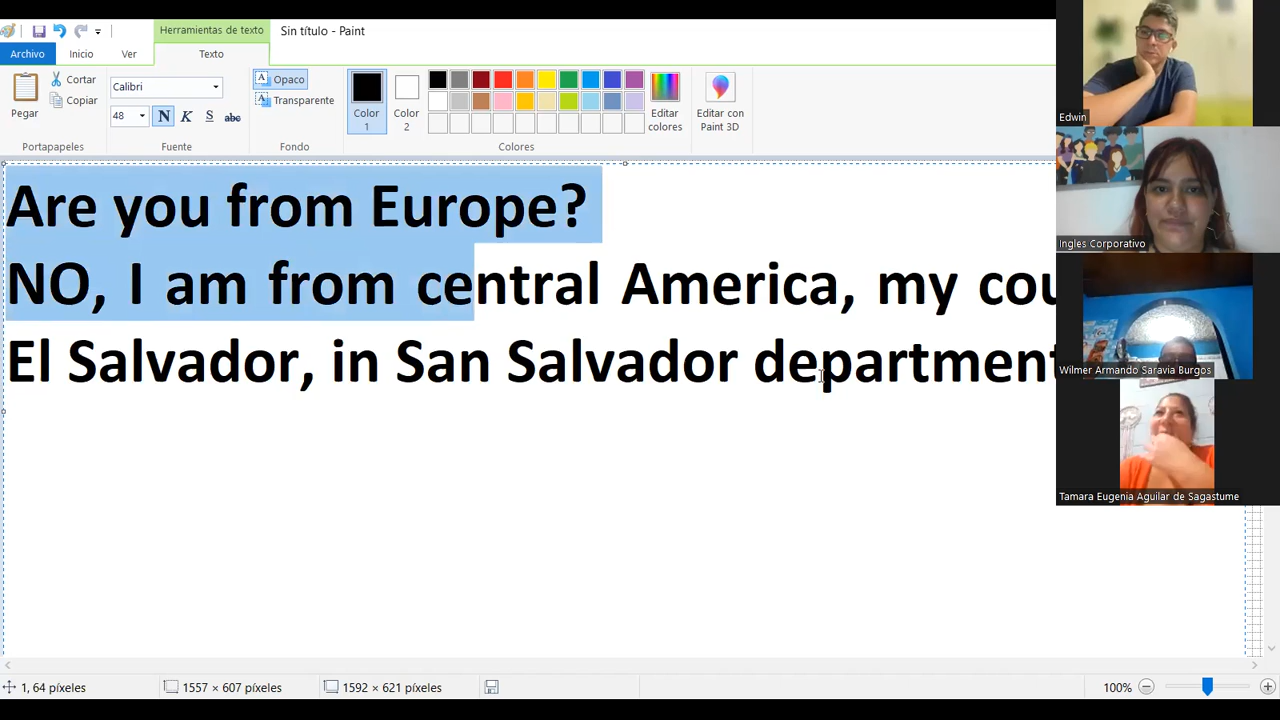 Herramientas de texto
Sin título - Paint
Archivo
Inicio
Ver
Texto
Pegar
Cortar
Copiar
Portapapeles
Calibri
48
N K S abc
Fuente
Opaco
Transparente
Fondo
Color 1
Color 2
Editar colores
Colores
Editar con Paint 3D
Are you from Europe?
NO, I am from central America, my cou
El Salvador, in San Salvador department
Edwin
Ingles Corporativo
Wilmer Armando Saravia Burgos
Tamara Eugenia Aguilar de Sagastume
1, 64 píxeles
1557 × 607 píxeles
1592 × 621 píxeles
100%